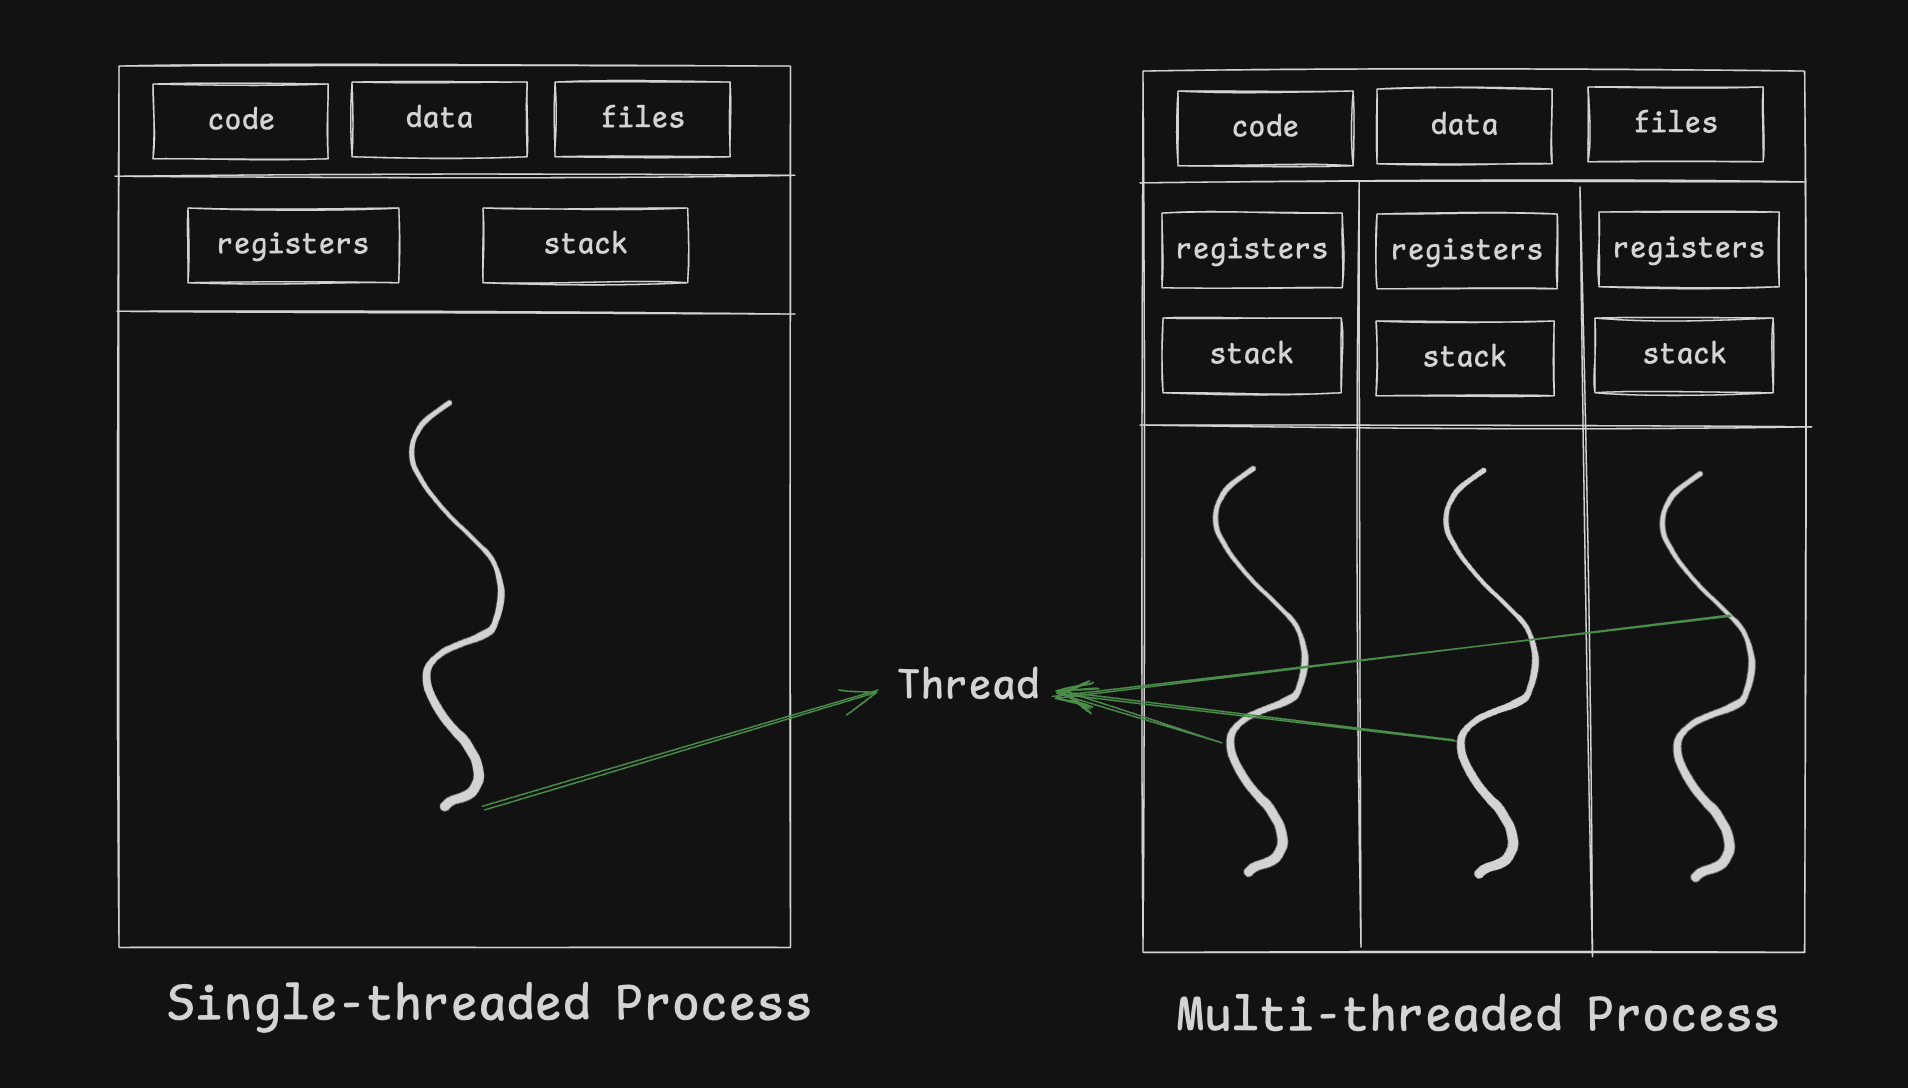 code
data
files
registers
stack
Single-threaded Process
Thread
code
data
files
registers
registers
registers
stack
stack
stack
Multi-threaded Process